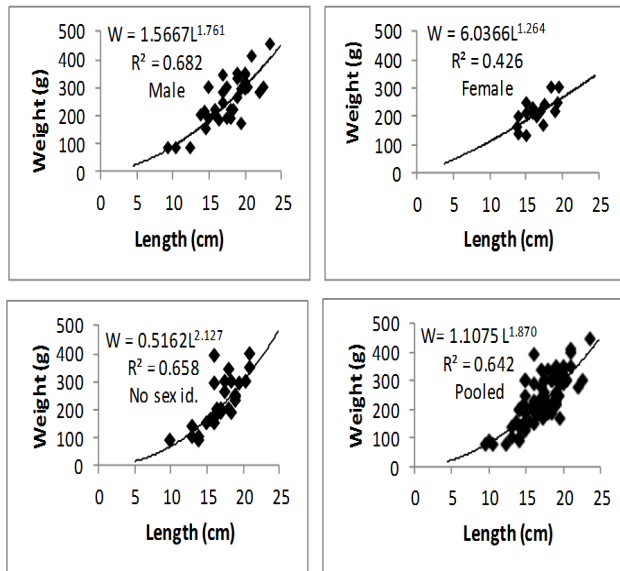 W = 1.5667L^1.761
R² = 0.682
Male
Weight (g)
500
400
300
200
100
0
0 5 10 15 20 25
Length (cm)
W = 6.0366L^1.264
R² = 0.426
Female
Weight (g)
500
400
300
200
100
0
0 5 10 15 20 25
Length (cm)
W = 0.5162L^2.127
R² = 0.658
No sex id.
Weight (g)
500
400
300
200
100
0
0 5 10 15 20 25
Length (cm)
W= 1.1075L^1.870
R² = 0.642
Pooled
Weight (g)
500
400
300
200
100
0
0 5 10 15 20 25
Length (cm)